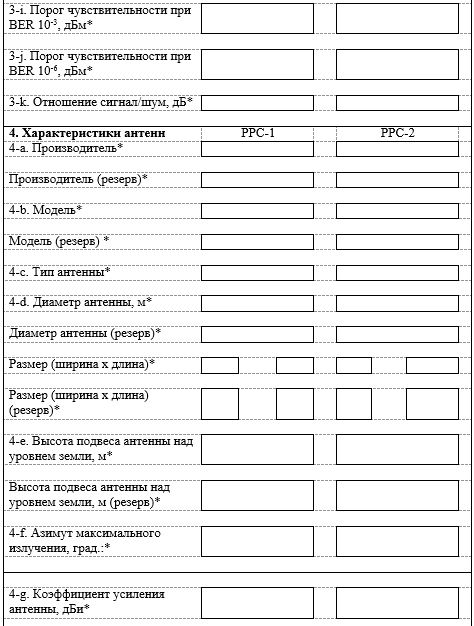 3-i. Порог чувствительности при
BER 10⁻³, дБм*
3-j. Порог чувствительности при
BER 10⁻⁶, дБм*
3-k. Отношение сигнал/шум, дБ*
4. Характеристики антенн РРС-1 РРС-2
4-a. Производитель*
Производитель (резерв)*
4-b. Модель*
Модель (резерв) *
4-c. Тип антенны*
4-d. Диаметр антенны, м*
Диаметр антенны (резерв)*
Размер (ширина x длина)*
Размер (ширина x длина)
(резерв)*
4-e. Высота подвеса антенны над
уровнем земли, м*
Высота подвеса антенны над
уровнем земли, м (резерв)*
4-f. Азимут максимального
излучения, град.:*
4-g. Коэффициент усиления
антенны, дБи*